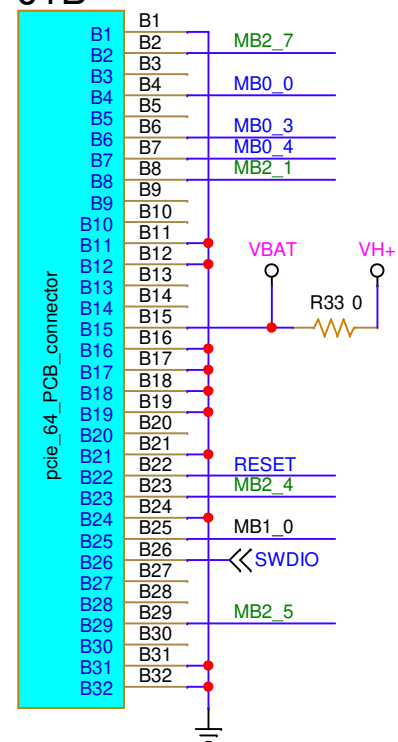 B1 B1
B2 B2 MB2_7
B3 B3
B4 B4 MB0_0
B5 B5
B6 B6 MB0_3
B7 B7 MB0_4
B8 B8 MB2_1
B9 B9
B10 B10
B11 B11
B12 B12 VBAT VH+
B13 B13
B14 B14 R33 0
B15 B15
B16 B16
B17 B17
B18 B18
B19 B19
B20 B20
B21 B21
B22 B22 RESET
B23 B23 MB2_4
B24 B24
B25 B25 MB1_0
B26 B26 SWDIO
B27 B27
B28 B28
B29 B29 MB2_5
B30 B30
B31 B31
B32 B32
pcie_64_PCB_connector